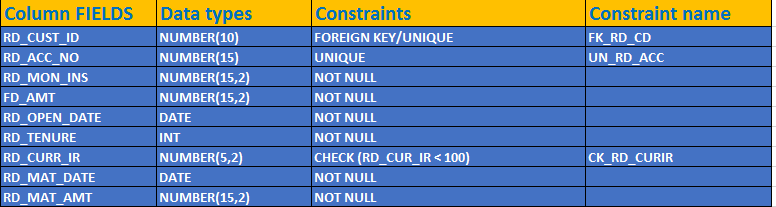 Column FIELDS Data types Constraints Constraint name
RD_CUST_ID NUMBER(10) FOREIGN KEY/UNIQUE FK_RD_CD
RD_ACC_NO NUMBER(15) UNIQUE UN_RD_ACC
RD_MON_INS NUMBER(15,2) NOT NULL
FD_AMT NUMBER(15,2) NOT NULL
RD_OPEN_DATE DATE NOT NULL
RD_TENURE INT NOT NULL
RD_CURR_IR NUMBER(5,2) CHECK (RD_CUR_IR < 100) CK_RD_CURIR
RD_MAT_DATE DATE NOT NULL
RD_MAT_AMT NUMBER(15,2) NOT NULL